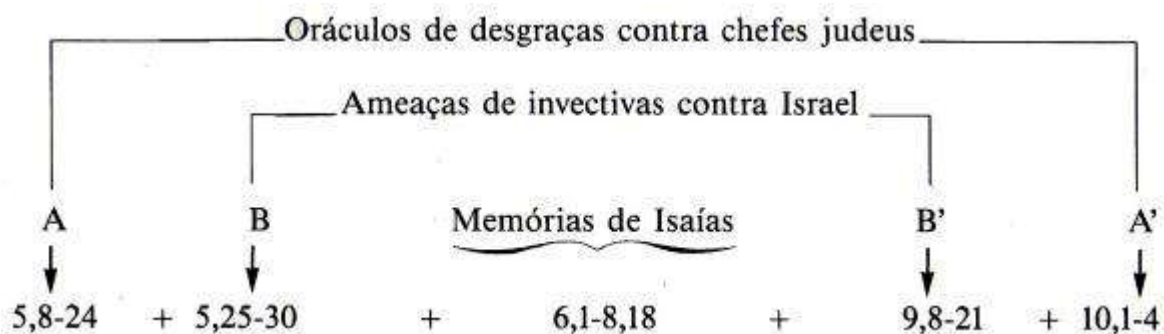 Oráculos de desgraças contra chefes judeus
Ameaças de invectivas contra Israel
A B Memórias de Isaías B' A'
5,8-24 + 5,25-30 + 6,1-8,18 + 9,8-21 + 10,1-4